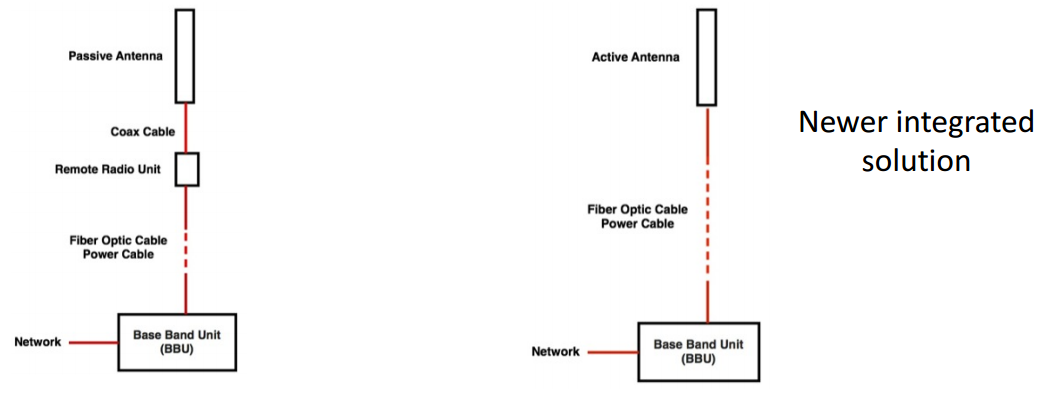 Passive Antenna
Coax Cable
Remote Radio Unit
Fiber Optic Cable
Power Cable
Base Band Unit
(BBU)
Network
Active Antenna
Fiber Optic Cable
Power Cable
Base Band Unit
(BBU)
Network
Newer integrated
solution